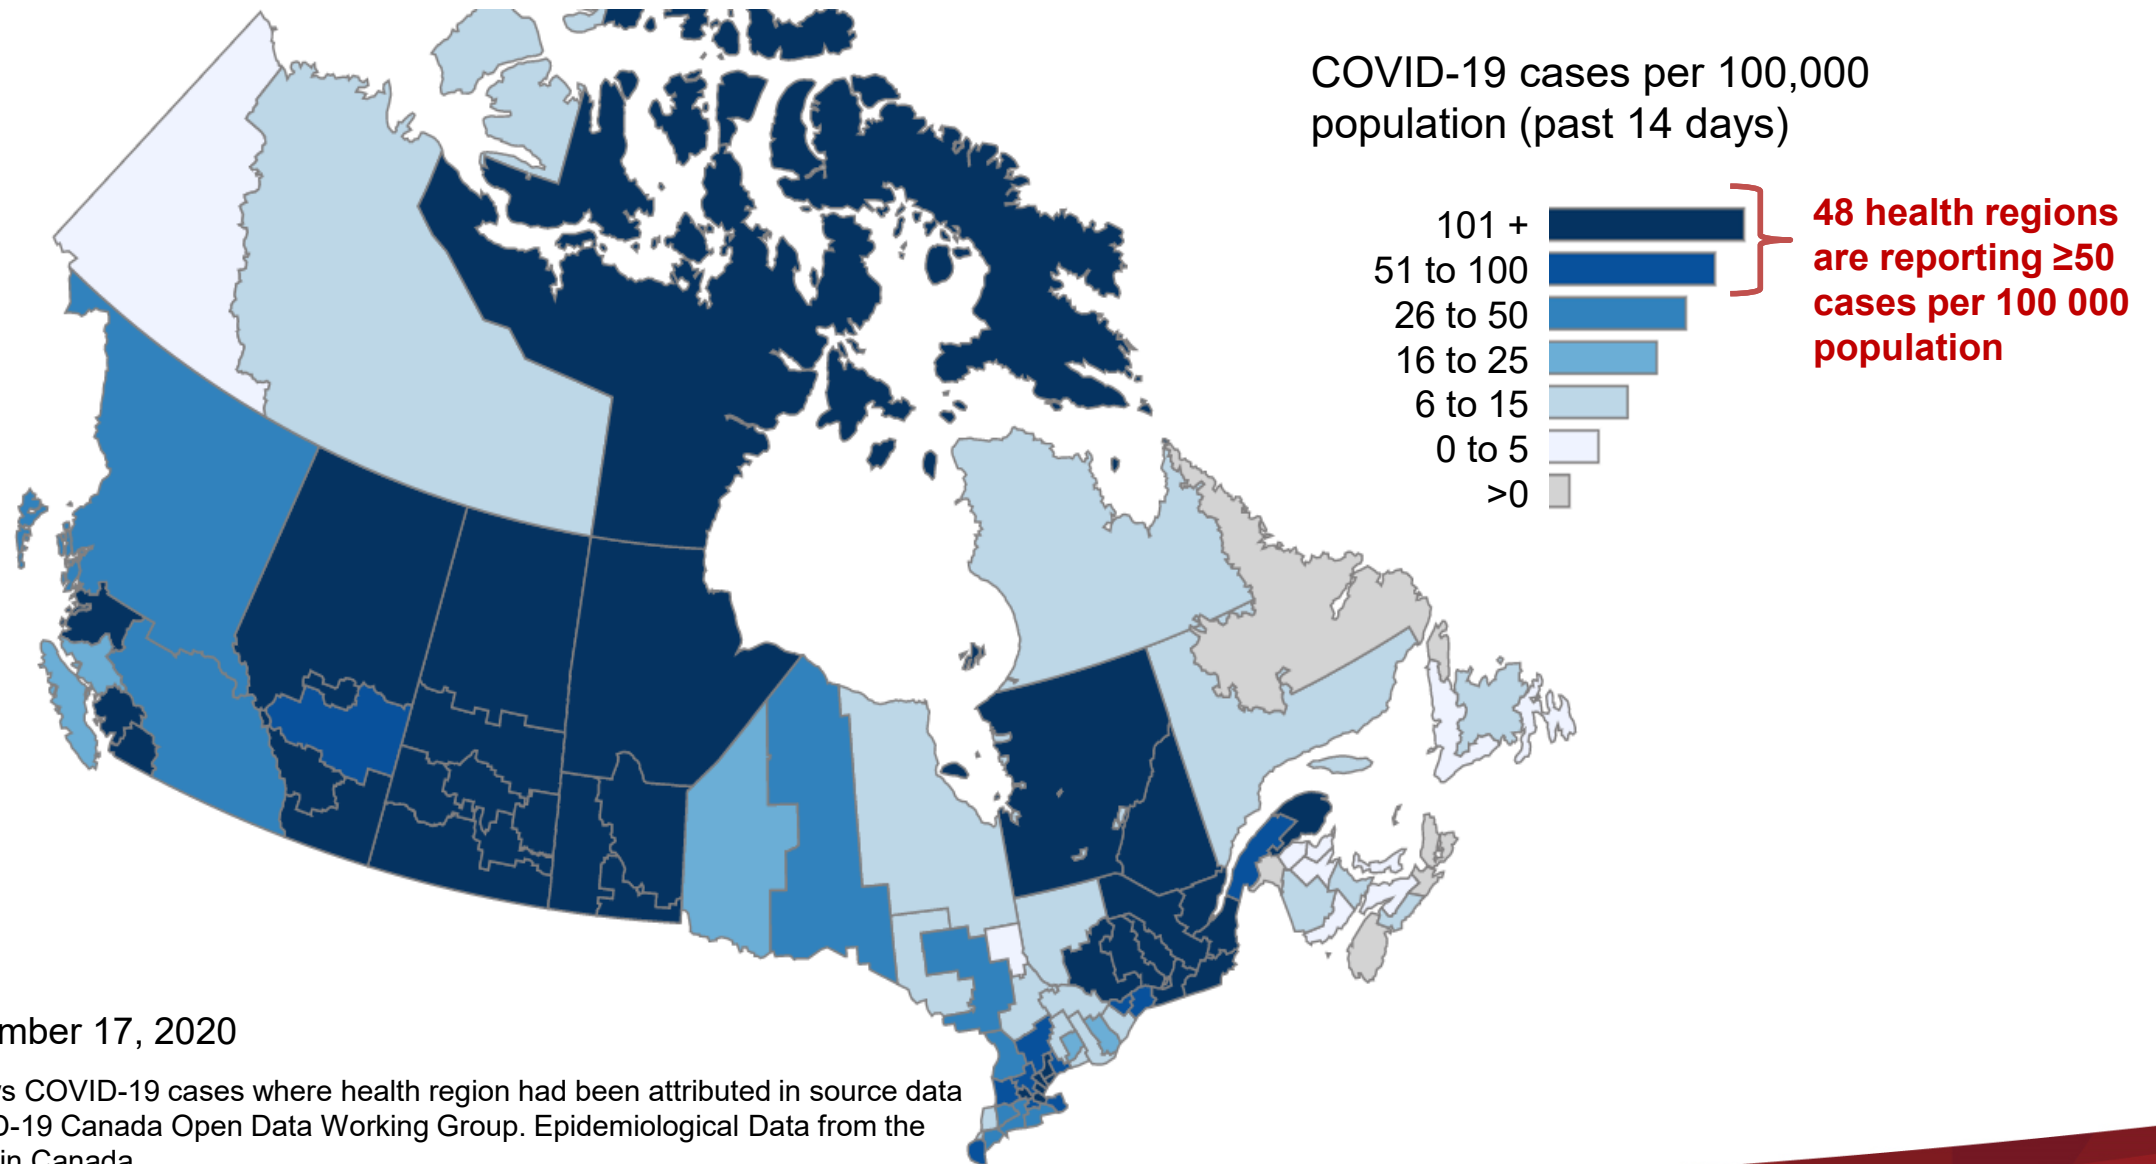 COVID-19 cases per 100,000
population (past 14 days)
101 +
51 to 100
26 to 50
16 to 25
6 to 15
0 to 5
>0
48 health regions
are reporting ≥50
cases per 100 000
population
mber 17, 2020
COVID-19 cases where health region had been attributed in source data
D-19 Canada Open Data Working Group. Epidemiological Data from the
in Canada